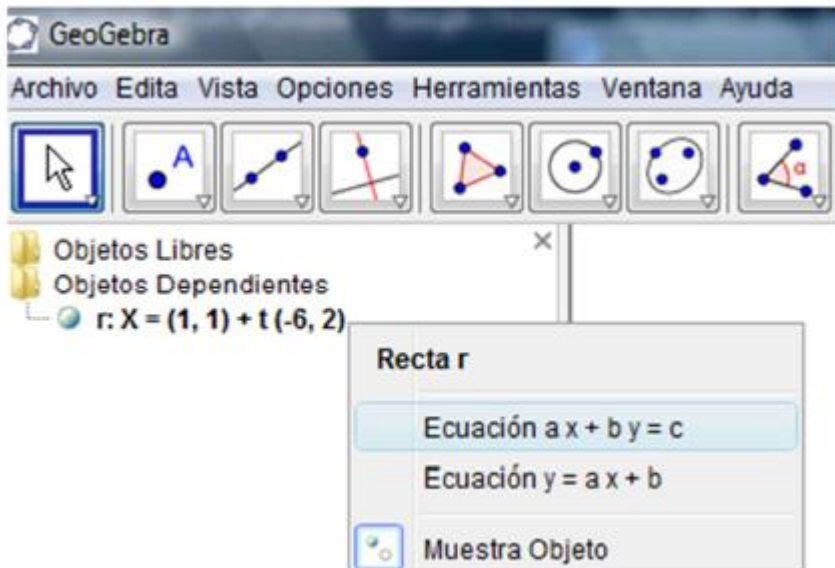 GeoGebra
Archivo Edita Vista Opciones Herramientas Ventana Ayuda
A
α
Objetos Libres
Objetos Dependientes
r: X = (1, 1) + t (-6, 2)
Recta r
Ecuación a x + b y = c
Ecuación y = a x + b
Muestra Objeto